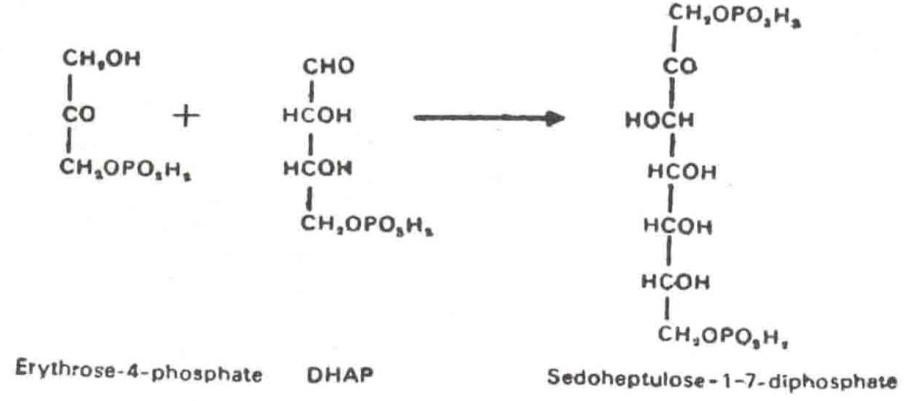 CH₂OH
CO
CH₂OPO₃H₂
+
CHO
HCOH
HCOH
CH₂OPO₃H₂
CH₂OPO₃H₂
CO
HOCH
HCOH
HCOH
HCOH
CH₂OPO₃H₂
Erythrose-4-phosphate
DHAP
Sedoheptulose-1-7-diphosphate